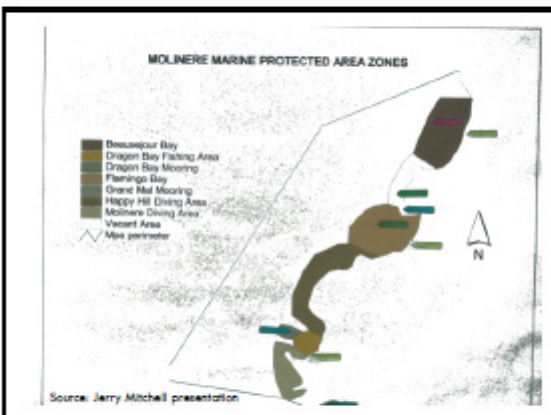 MOLINERE MARINE PROTECTED AREA ZONES
Beausejour Bay
Dragon Bay Fishing Area
Dragon Bay Mooring
Flamingo Bay
Grand Mal Mooring
Happy Hill Diving Area
Molinere Diving Area
Vacant Area
Mpa perimeter
N
Source: Jerry Mitchell presentation